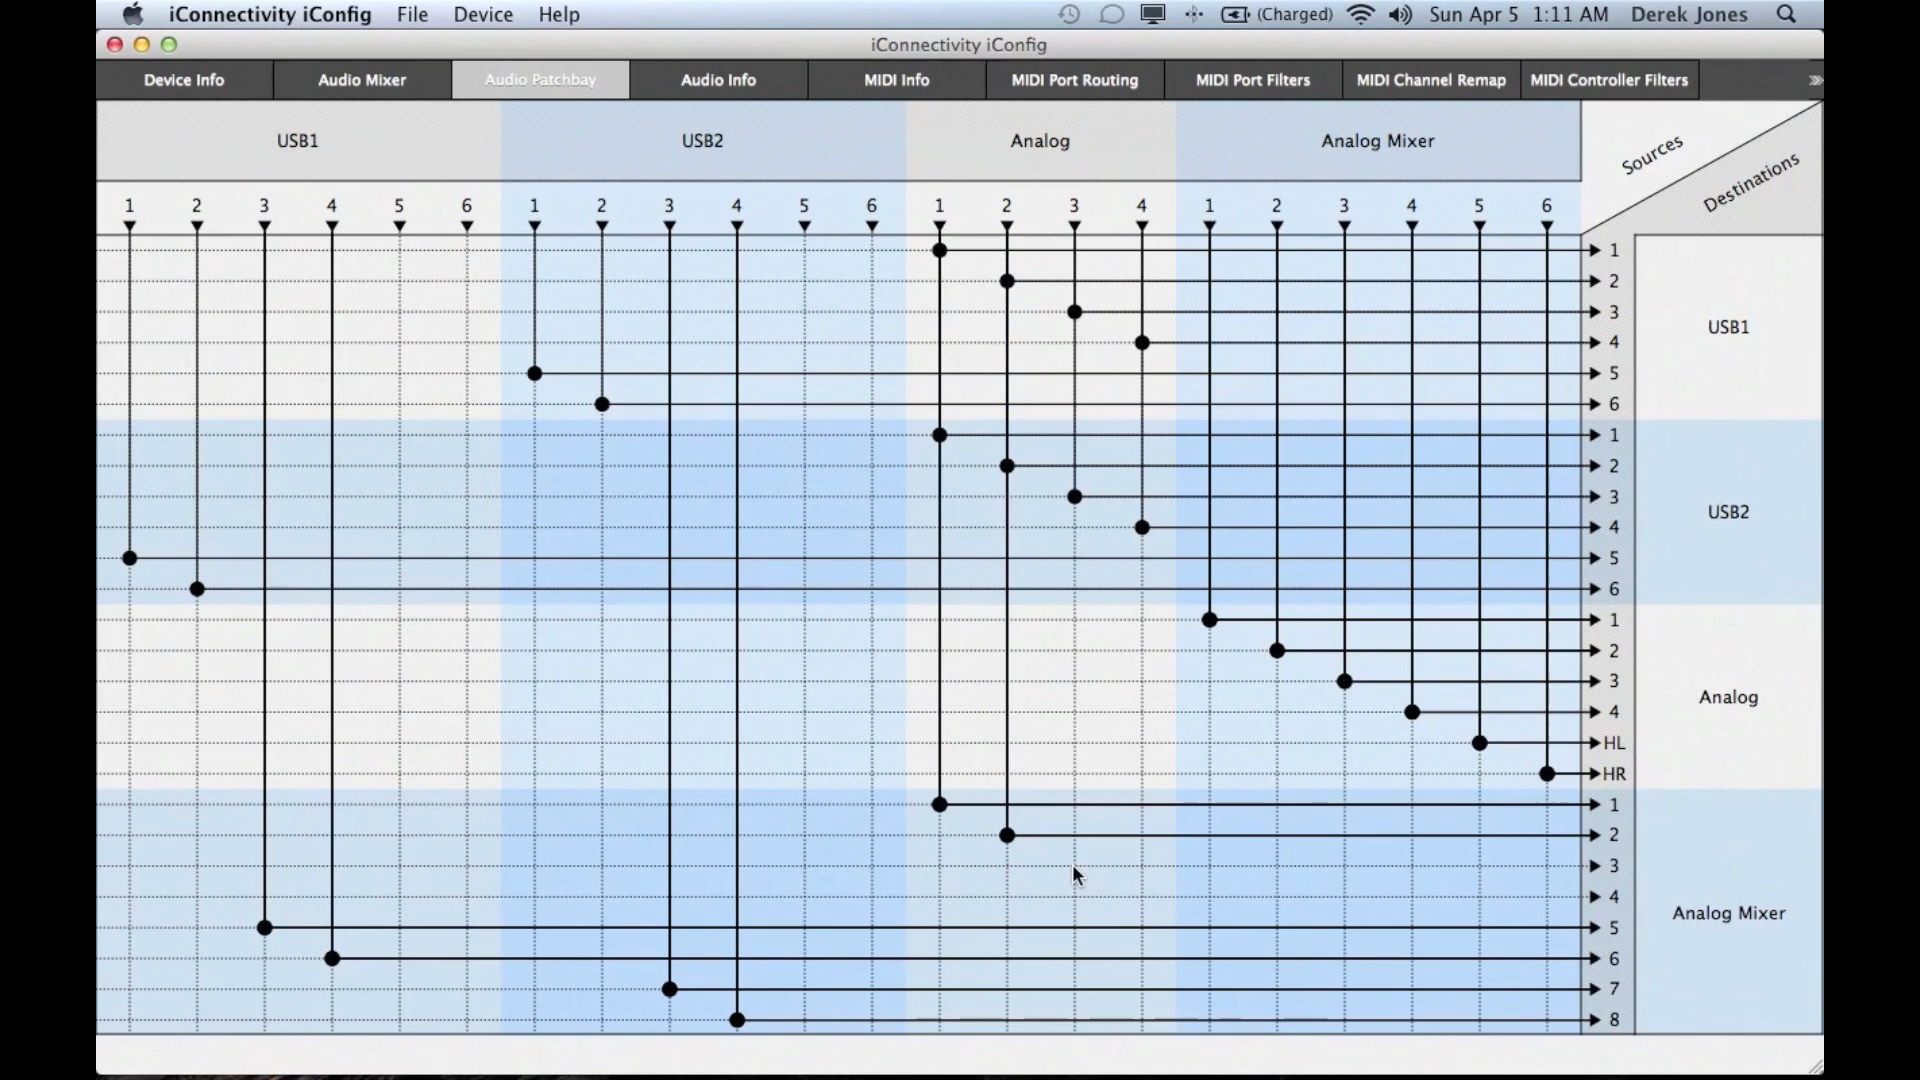 iConnectivity iConfig File Device Help (Charged) Sun Apr 5 1:11 AM Derek Jones
iConnectivity iConfig
Device Info Audio Mixer Audio Patchbay Audio Info MIDI Info MIDI Port Routing MIDI Port Filters MIDI Channel Remap MIDI Controller Filters
USB1 USB2 Analog Analog Mixer
Sources
Destinations
1 2 3 4 5 6 1 2 3 4 5 6 1 2 3 4 1 2 3 4 5 6
1
2
3
USB1
4
5
6
1
2
3
USB2
4
5
6
1
2
3
Analog
4
HL
HR
1
2
3
4
Analog Mixer
5
6
7
8